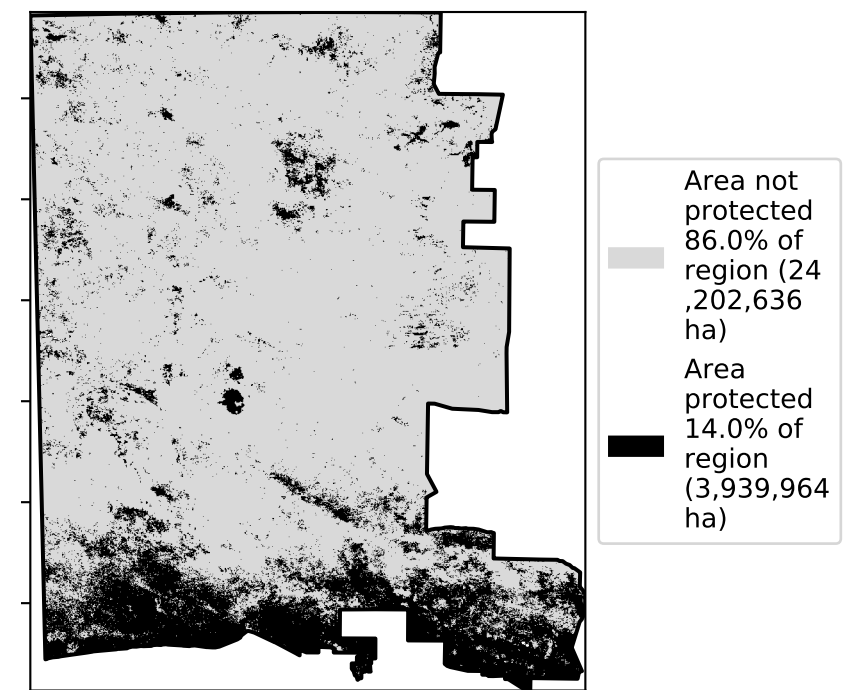 Area not
protected
86.0% of
region (24
,202,636
ha)
Area
protected
14.0% of
region
(3,939,964
ha)